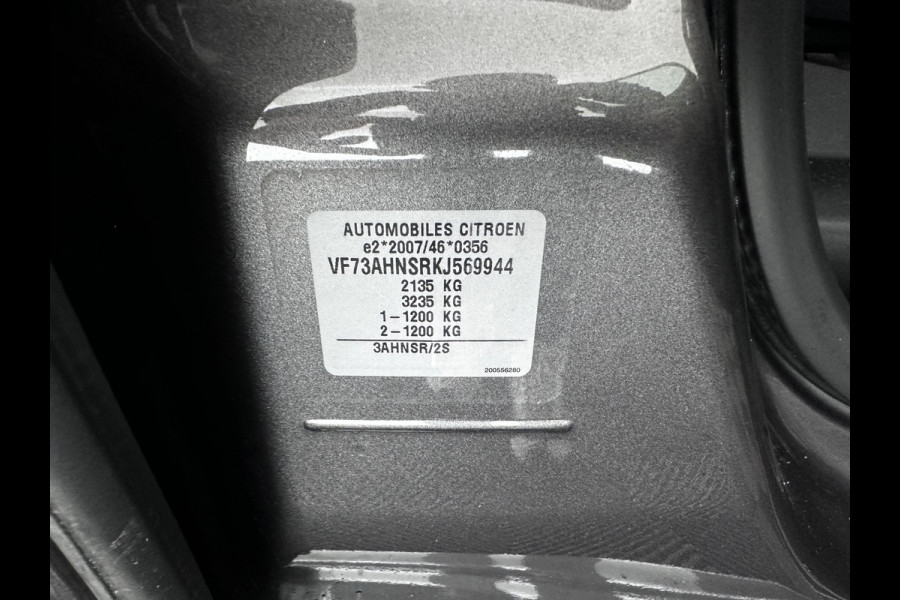 AUTOMOBILES CITROEN
e2*2007/46*0356
VF73AHNSRKJ569944
2135 KG
3235 KG
1-1200 KG
2-1200 KG
3AHNSR/2S
200556280